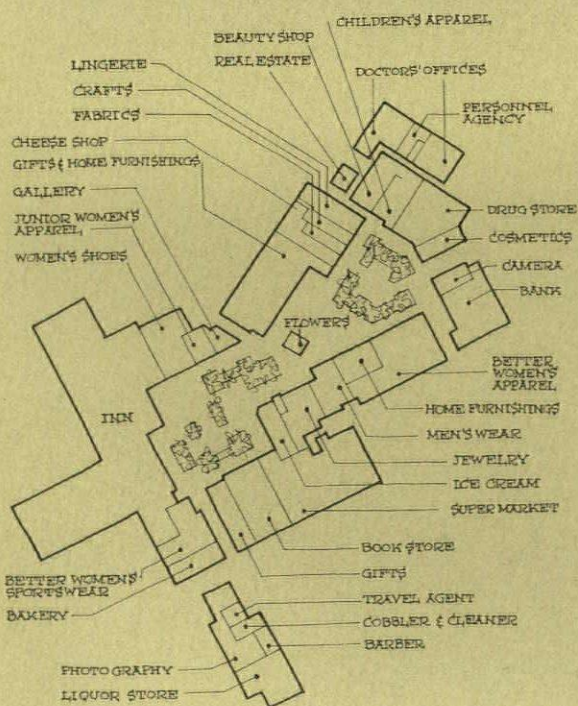 CHILDREN'S APPAREL
BEAUTY SHOP
REAL ESTATE
DOCTORS' OFFICES
LINGERIE
CRAFTS
FABRICS
PERSONNEL
AGENCY
CHEESE SHOP
GIFTS & HOME FURNISHINGS
GALLERY
JUNIOR WOMEN'S
APPAREL
WOMEN'S SHOES
DRUG STORE
COSMETICS
CAMERA
BANK
FLOWERS
INN
BETTER
WOMEN'S
APPAREL
HOME FURNISHINGS
MEN'S WEAR
JEWELRY
ICE CREAM
SUPER MARKET
BOOK STORE
GIFTS
BETTER WOMEN'S
SPORTSWEAR
BAKERY
TRAVEL AGENT
COBBLER & CLEANER
BARBER
PHOTOGRAPHY
LIQUOR STORE